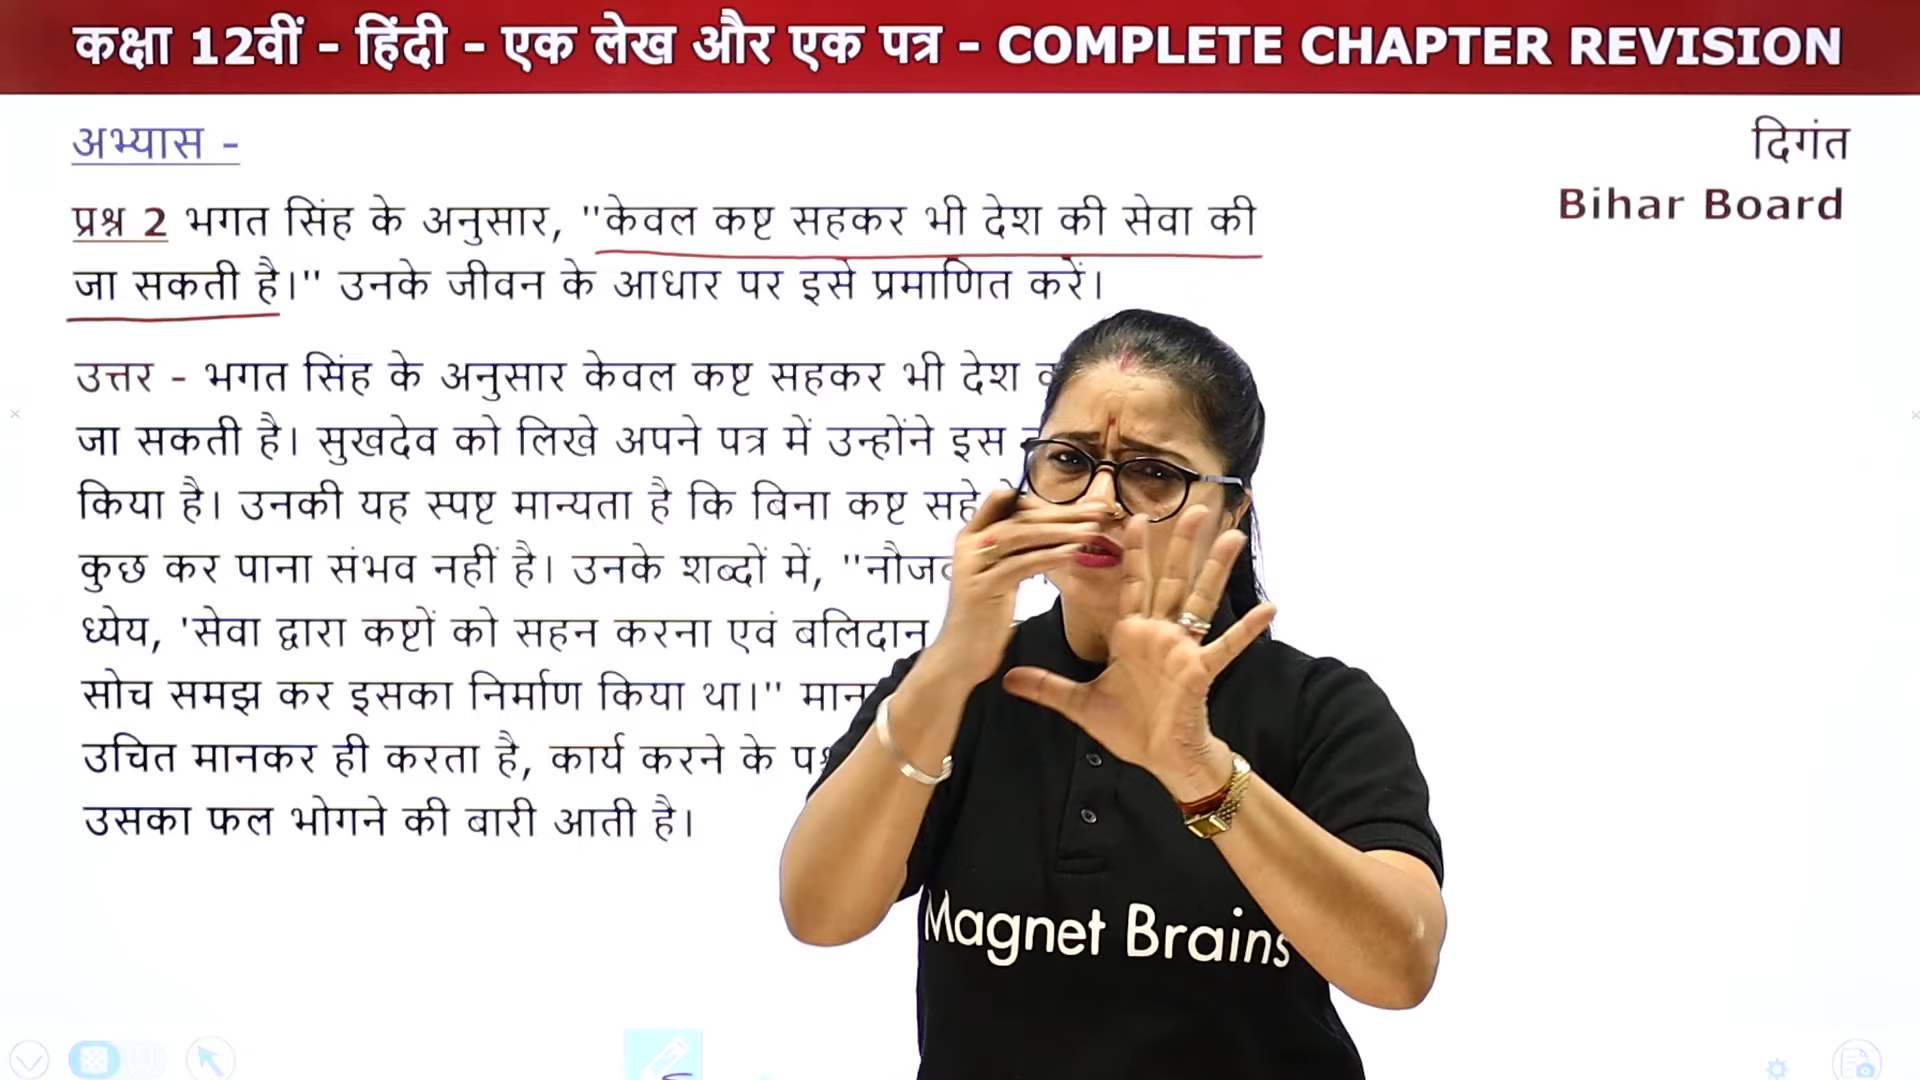 कक्षा 12वीं - हिंदी - एक लेख और एक पत्र - COMPLETE CHAPTER REVISION
अभ्यास -
दिगंत
Bihar Board
प्रश्न 2 भगत सिंह के अनुसार, "केवल कष्ट सहकर भी देश की सेवा की
जा सकती है।" उनके जीवन के आधार पर इसे प्रमाणित करें।
उत्तर - भगत सिंह के अनुसार केवल कष्ट सहकर भी देश
जा सकती है। सुखदेव को लिखे अपने पत्र में उन्होंने इस
किया है। उनकी यह स्पष्ट मान्यता है कि बिना कष्ट सहे
कुछ कर पाना संभव नहीं है। उनके शब्दों में,
ध्येय, 'सेवा द्वारा कष्टों को सहन करना एवं बलिदान
सोच समझ कर इसका निर्माण किया था।"
उचित मानकर ही करता है, कार्य करने के
उसका फल भोगने की बारी आती है।
Magnet Brains